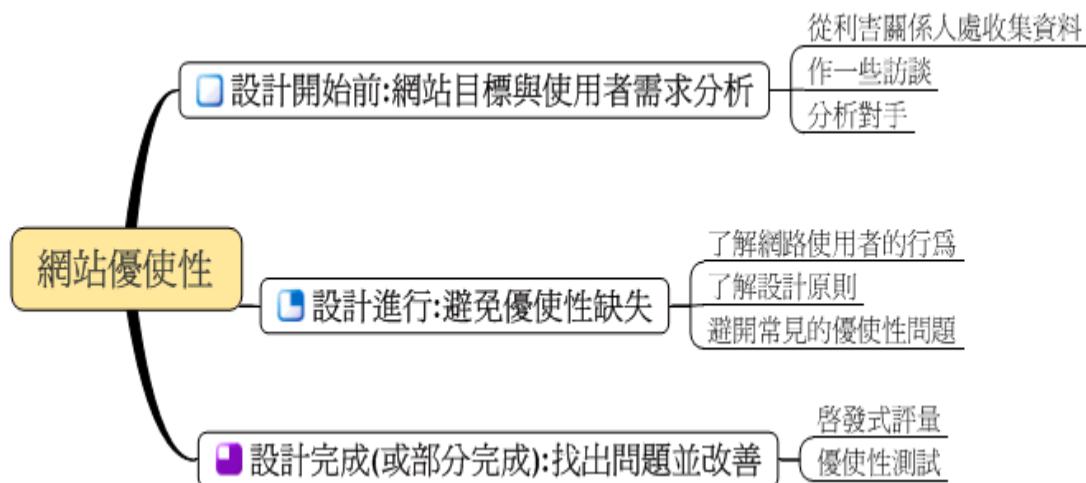 網站優使性
設計開始前:網站目標與使用者需求分析
從利害關係人處收集資料
作一些訪談
分析對手
設計進行:避免優使性缺失
了解網路使用者的行為
了解設計原則
避開常見的優使性問題
設計完成(或部分完成):找出問題並改善
啓發式評量
優使性測試